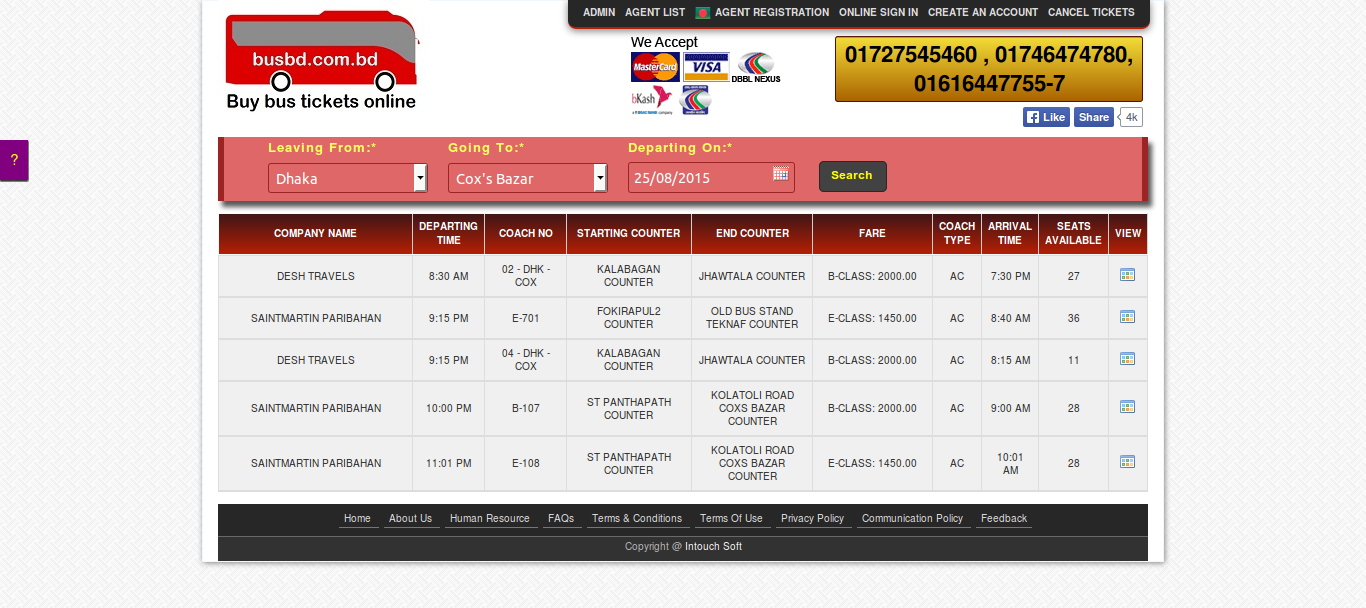 ADMIN AGENT LIST AGENT REGISTRATION ONLINE SIGN IN CREATE AN ACCOUNT CANCEL TICKETS
busbd.com.bd
Buy bus tickets online
We Accept
MasterCard VISA DBBL NEXUS
bKash
01727545460 , 01746474780,
01616447755-7
Like Share 4k
?
Leaving From:* Going To:* Departing On:*
Dhaka Cox's Bazar 25/08/2015 Search
COMPANY NAME DEPARTING TIME COACH NO STARTING COUNTER END COUNTER FARE COACH TYPE ARRIVAL TIME SEATS AVAILABLE VIEW
DESH TRAVELS 8:30 AM 02 - DHK - COX KALABAGAN COUNTER JHAWTALA COUNTER B-CLASS: 2000.00 AC 7:30 PM 27
SAINTMARTIN PARIBAHAN 9:15 PM E-701 FOKIRAPUL2 COUNTER OLD BUS STAND TEKNAF COUNTER E-CLASS: 1450.00 AC 8:40 AM 36
DESH TRAVELS 9:15 PM 04 - DHK - COX KALABAGAN COUNTER JHAWTALA COUNTER B-CLASS: 2000.00 AC 8:15 AM 11
SAINTMARTIN PARIBAHAN 10:00 PM B-107 ST PANTHAPATH COUNTER KOLATOLI ROAD COXS BAZAR COUNTER B-CLASS: 2000.00 AC 9:00 AM 28
SAINTMARTIN PARIBAHAN 11:01 PM E-108 ST PANTHAPATH COUNTER KOLATOLI ROAD COXS BAZAR COUNTER E-CLASS: 1450.00 AC 10:01 AM 28
Home About Us Human Resource FAQs Terms & Conditions Terms Of Use Privacy Policy Communication Policy Feedback
Copyright @ Intouch Soft